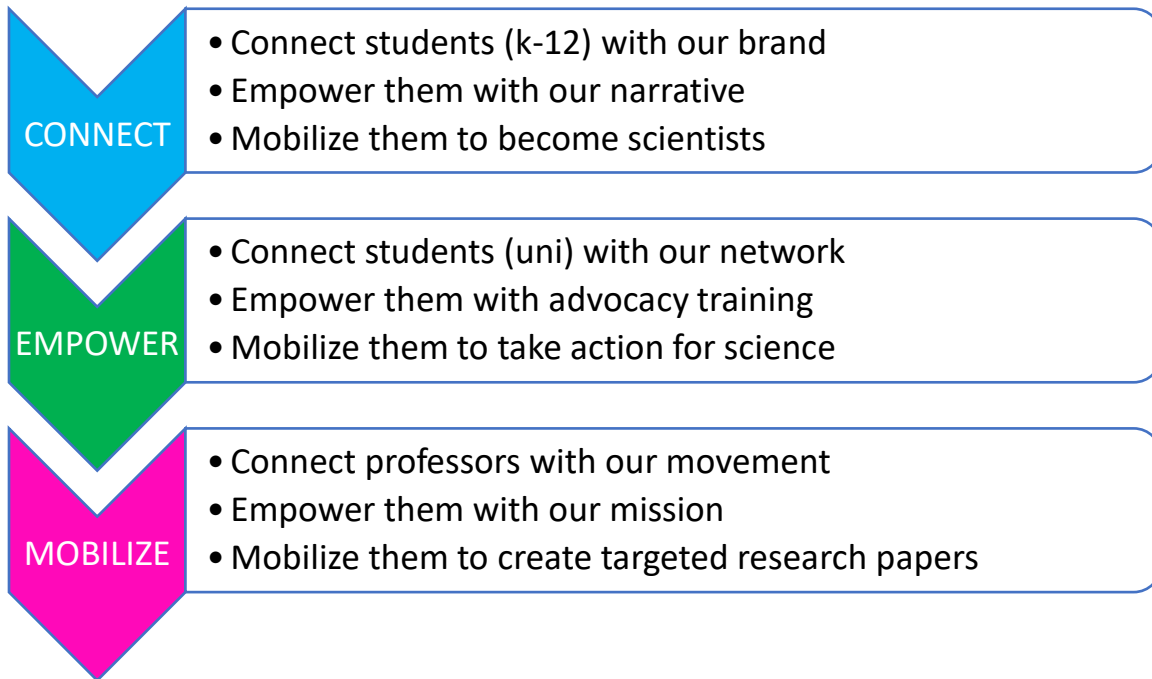 CONNECT
• Connect students (k-12) with our brand
• Empower them with our narrative
• Mobilize them to become scientists
EMPOWER
• Connect students (uni) with our network
• Empower them with advocacy training
• Mobilize them to take action for science
MOBILIZE
• Connect professors with our movement
• Empower them with our mission
• Mobilize them to create targeted research papers